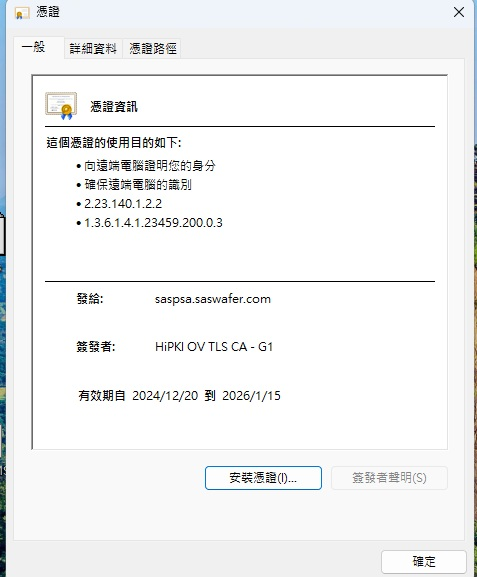 憑證
一般 詳細資料 憑證路徑
憑證資訊
這個憑證的使用目的如下:
• 向遠端電腦證明您的身分
• 確保遠端電腦的識別
• 2.23.140.1.2.2
• 1.3.6.1.4.1.23459.200.0.3
發給: saspsa.saswafer.com
簽發者: HiPKI OV TLS CA - G1
有效期自 2024/12/20 到 2026/1/15
安裝憑證(I)... 簽發者聲明(S)
確定